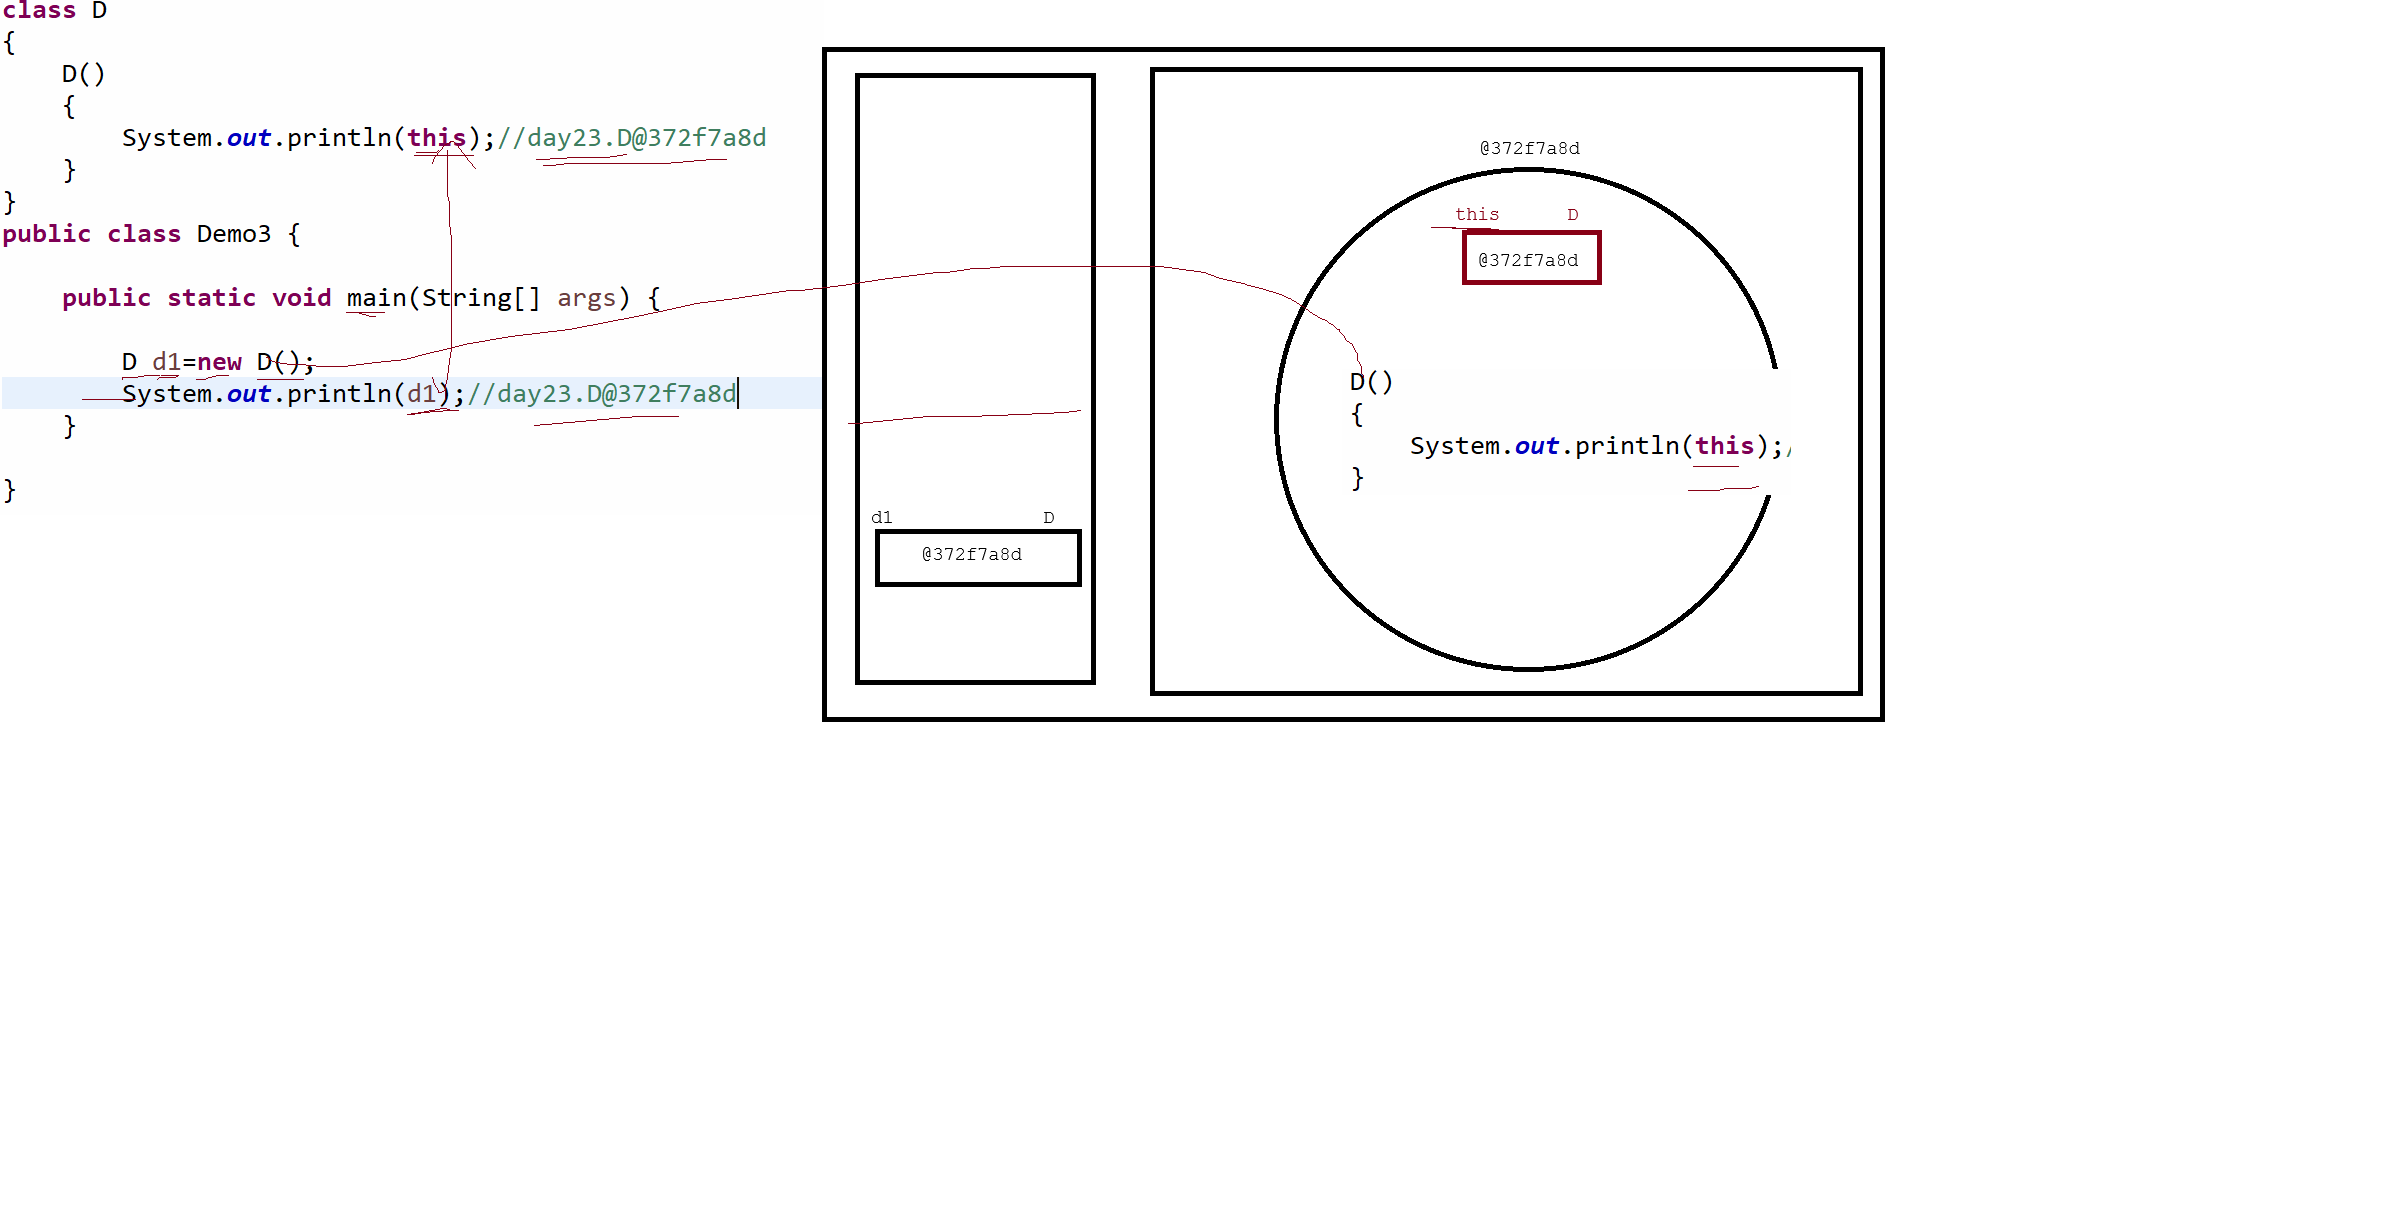 class D
{
    D()
    {
        System.out.println(this);//day23.D@372f7a8d
    }
}
public class Demo3 {

    public static void main(String[] args) {

        D d1=new D();
        System.out.println(d1);//day23.D@372f7a8d
    }

}
d1 D
@372f7a8d
@372f7a8d
this D
@372f7a8d
D()
{
    System.out.println(this);/
}